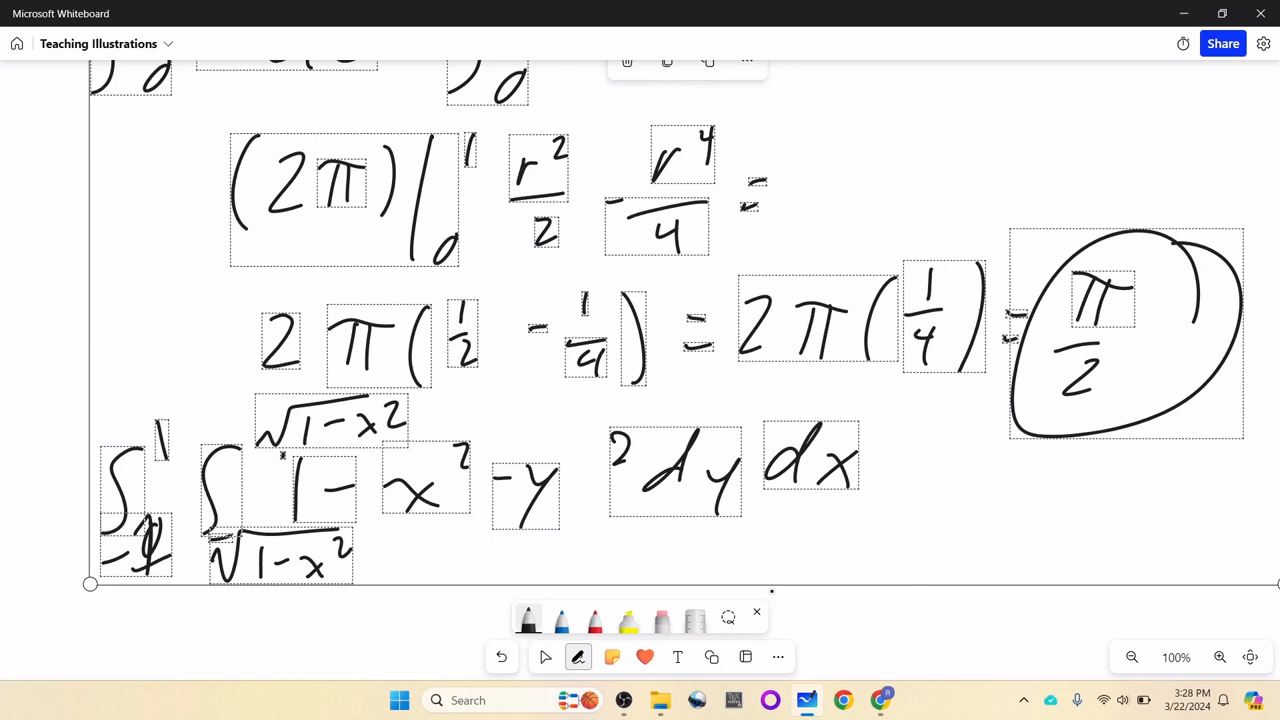 Microsoft Whiteboard
Teaching Illustrations
Share
∫₀ ∫₀
(2π)|₀¹ r²/2 - r⁴/4 =
2π(1/2 - 1/4) = 2π(1/4) = π/2
∫₋₁¹ ∫_{-√(1-x²)}^{√(1-x²)} 1 - x² - y² dy dx
100%
Search
3:28 PM
3/22/2024